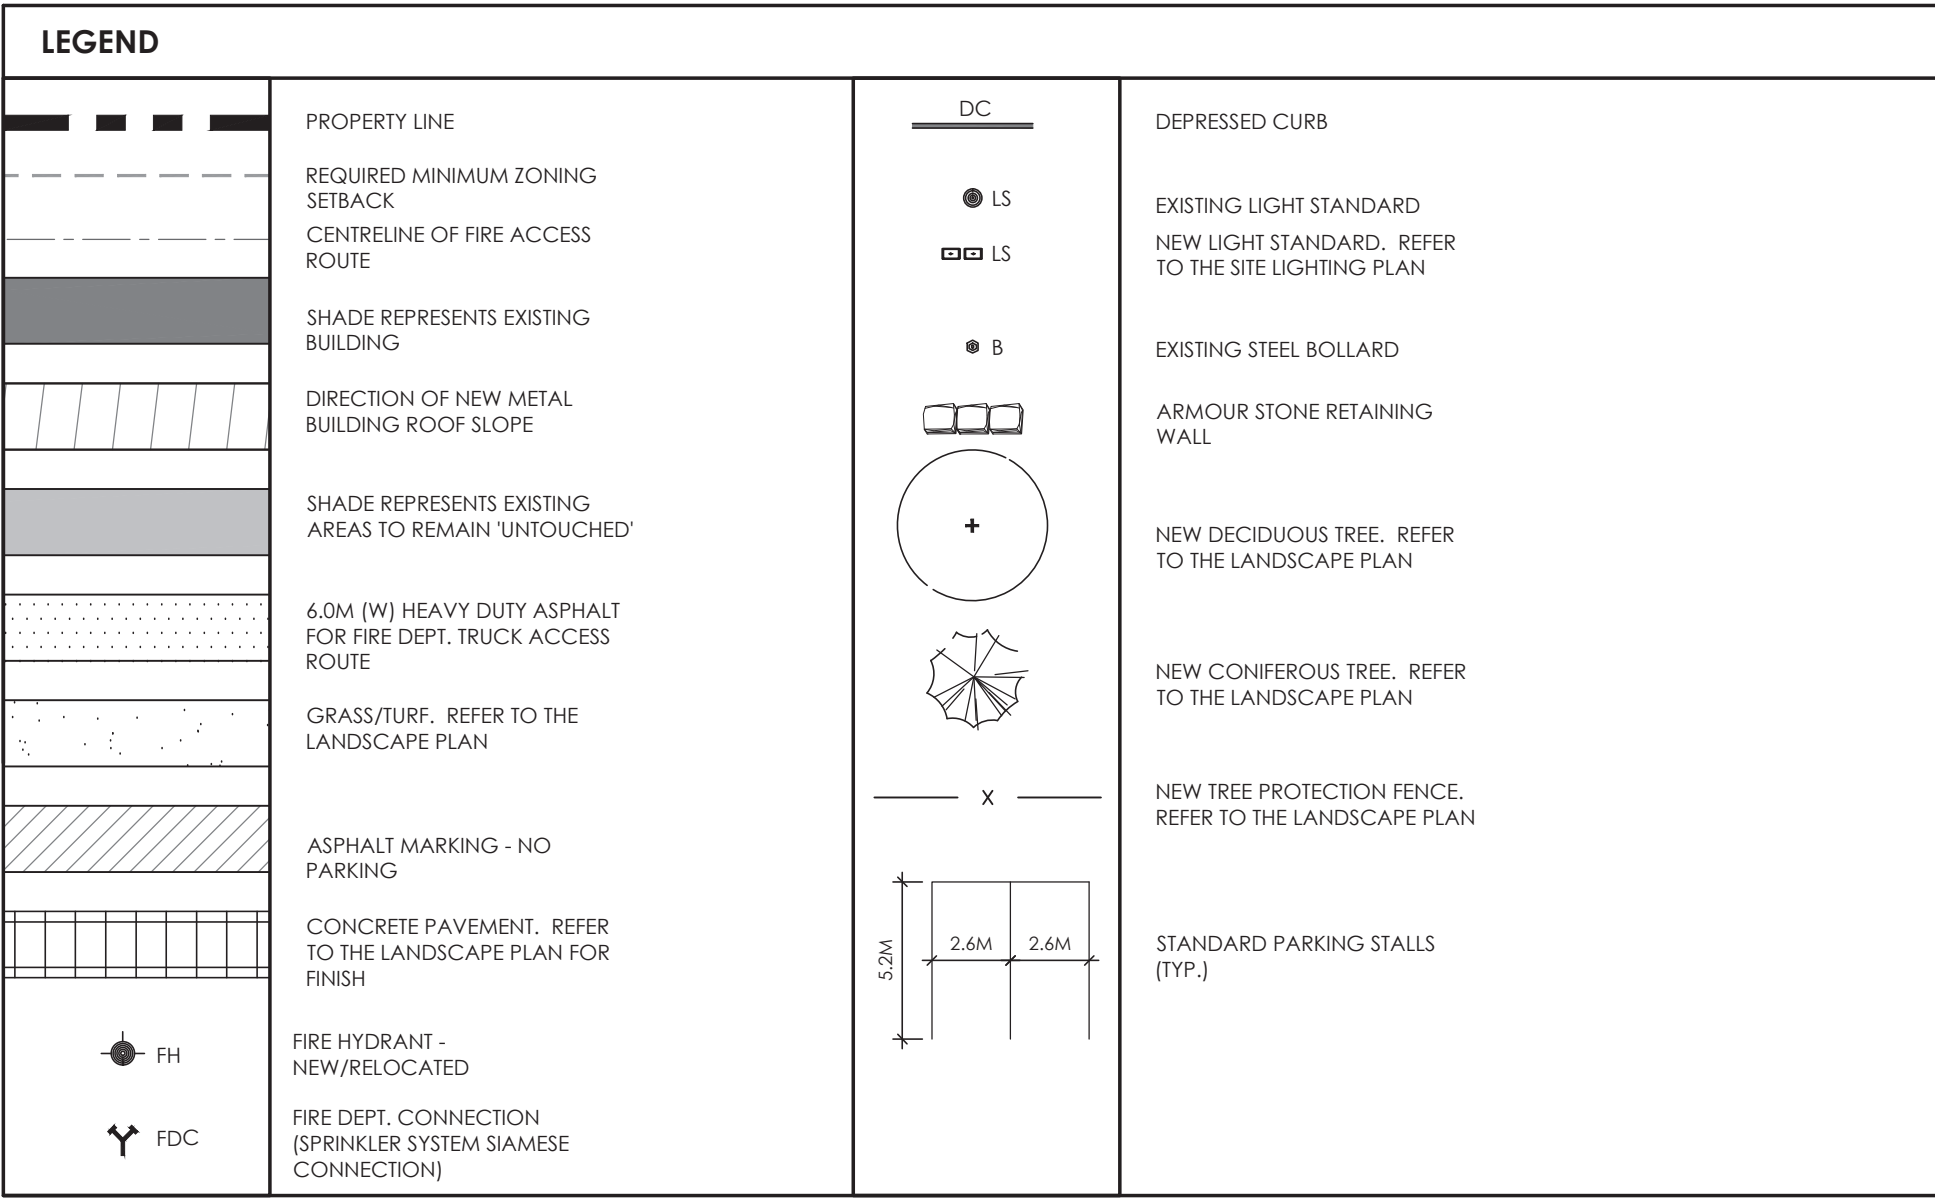 LEGEND
PROPERTY LINE
REQUIRED MINIMUM ZONING
SETBACK
CENTRELINE OF FIRE ACCESS
ROUTE
SHADE REPRESENTS EXISTING
BUILDING
DIRECTION OF NEW METAL
BUILDING ROOF SLOPE
SHADE REPRESENTS EXISTING
AREAS TO REMAIN 'UNTOUCHED'
6.0M (W) HEAVY DUTY ASPHALT
FOR FIRE DEPT. TRUCK ACCESS
ROUTE
GRASS/TURF. REFER TO THE
LANDSCAPE PLAN
ASPHALT MARKING - NO
PARKING
CONCRETE PAVEMENT. REFER
TO THE LANDSCAPE PLAN FOR
FINISH
FH
FIRE HYDRANT -
NEW/RELOCATED
FDC
FIRE DEPT. CONNECTION
(SPRINKLER SYSTEM SIAMESE
CONNECTION)
DC
DEPRESSED CURB
LS
EXISTING LIGHT STANDARD
LS
NEW LIGHT STANDARD. REFER
TO THE SITE LIGHTING PLAN
B
EXISTING STEEL BOLLARD
ARMOUR STONE RETAINING
WALL
NEW DECIDUOUS TREE. REFER
TO THE LANDSCAPE PLAN
NEW CONIFEROUS TREE. REFER
TO THE LANDSCAPE PLAN
X
NEW TREE PROTECTION FENCE.
REFER TO THE LANDSCAPE PLAN
5.2M
2.6M 2.6M
STANDARD PARKING STALLS
(TYP.)